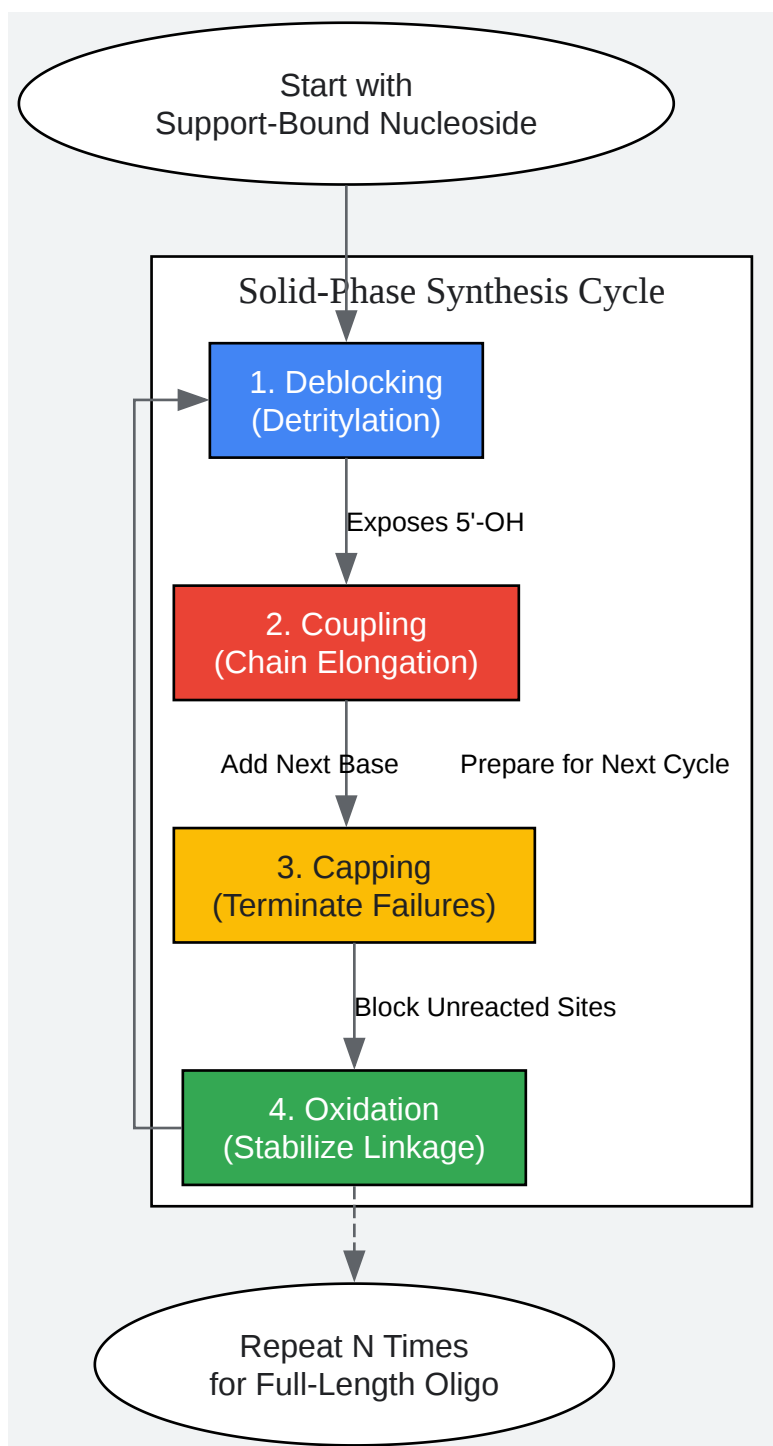 Start with
Support-Bound Nucleoside
Solid-Phase Synthesis Cycle
1. Deblocking
(Detritylation)
Exposes 5'-OH
2. Coupling
(Chain Elongation)
Add Next Base
Prepare for Next Cycle
3. Capping
(Terminate Failures)
Block Unreacted Sites
4. Oxidation
(Stabilize Linkage)
Repeat N Times
for Full-Length Oligo